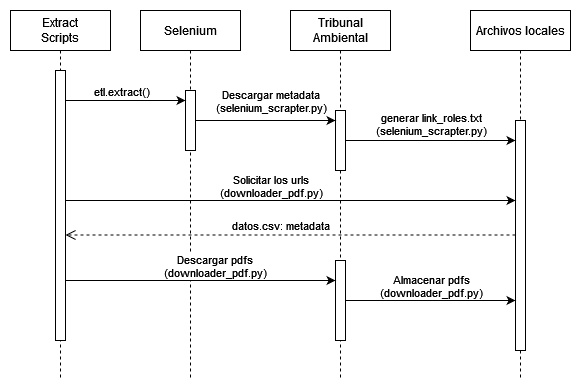 Extract
Scripts
Selenium
Tribunal
Ambiental
Archivos locales
etl.extract()
Descargar metadata
(selenium_scrapter.py)
generar link_roles.txt
(selenium_scrapter.py)
Solicitar los urls
(downloader_pdf.py)
datos.csv: metadata
Descargar pdfs
(downloader_pdf.py)
Almacenar pdfs
(downloader_pdf.py)